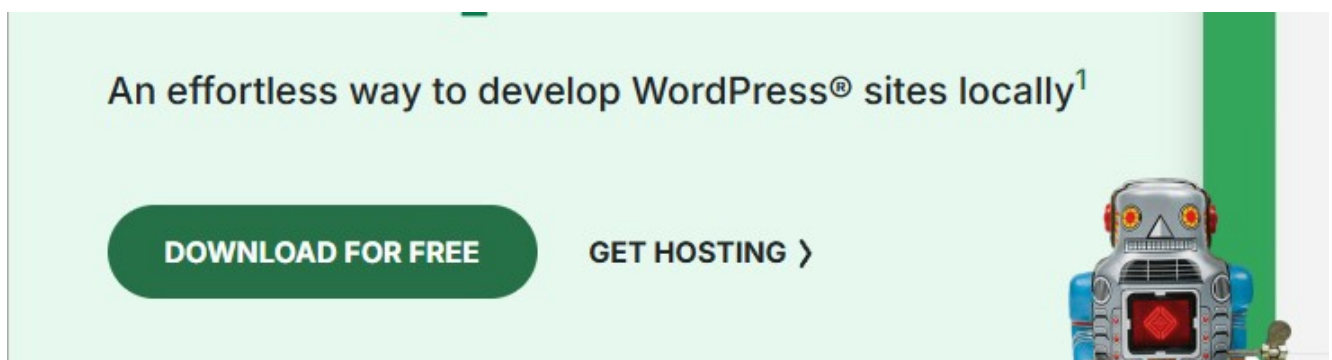 An effortless way to develop WordPress® sites locally¹
DOWNLOAD FOR FREE
GET HOSTING ❭